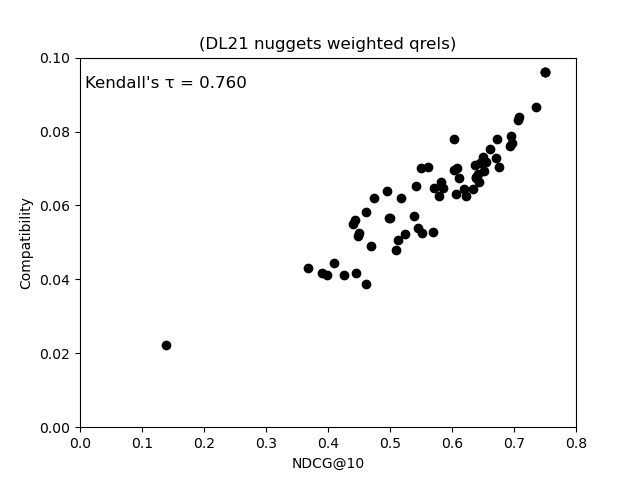 (DL21 nuggets weighted qrels)
Kendall's τ = 0.760
Compatibility
0.10
0.08
0.06
0.04
0.02
0.00
0.0 0.1 0.2 0.3 0.4 0.5 0.6 0.7 0.8
NDCG@10